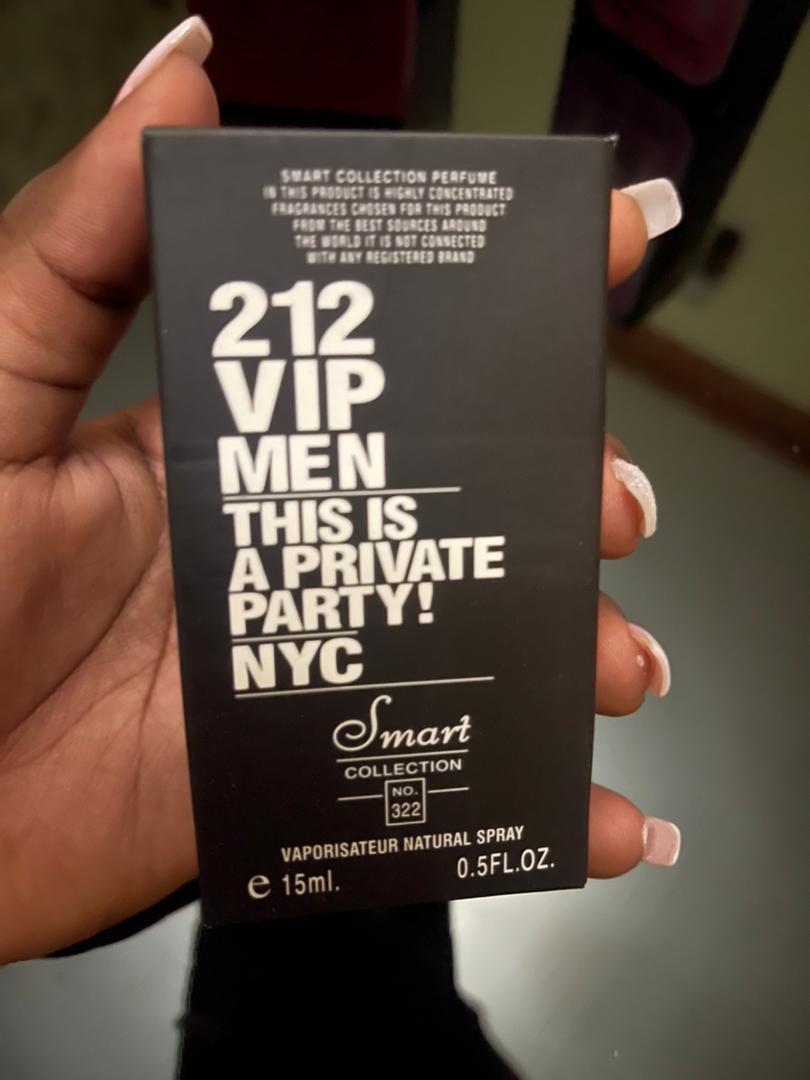 SMART COLLECTION PERFUME
IN THIS PRODUCT IS HIGHLY CONCENTRATED
FRAGRANCES CHOSEN FOR THIS PRODUCT
FROM THE BEST SOURCES AROUND
THE WORLD IT IS NOT CONNECTED
WITH ANY REGISTERED BRAND
212
VIP
MEN
THIS IS
A PRIVATE
PARTY!
NYC
Smart
COLLECTION
NO.
322
VAPORISATEUR NATURAL SPRAY
℮ 15ml. 0.5FL.OZ.